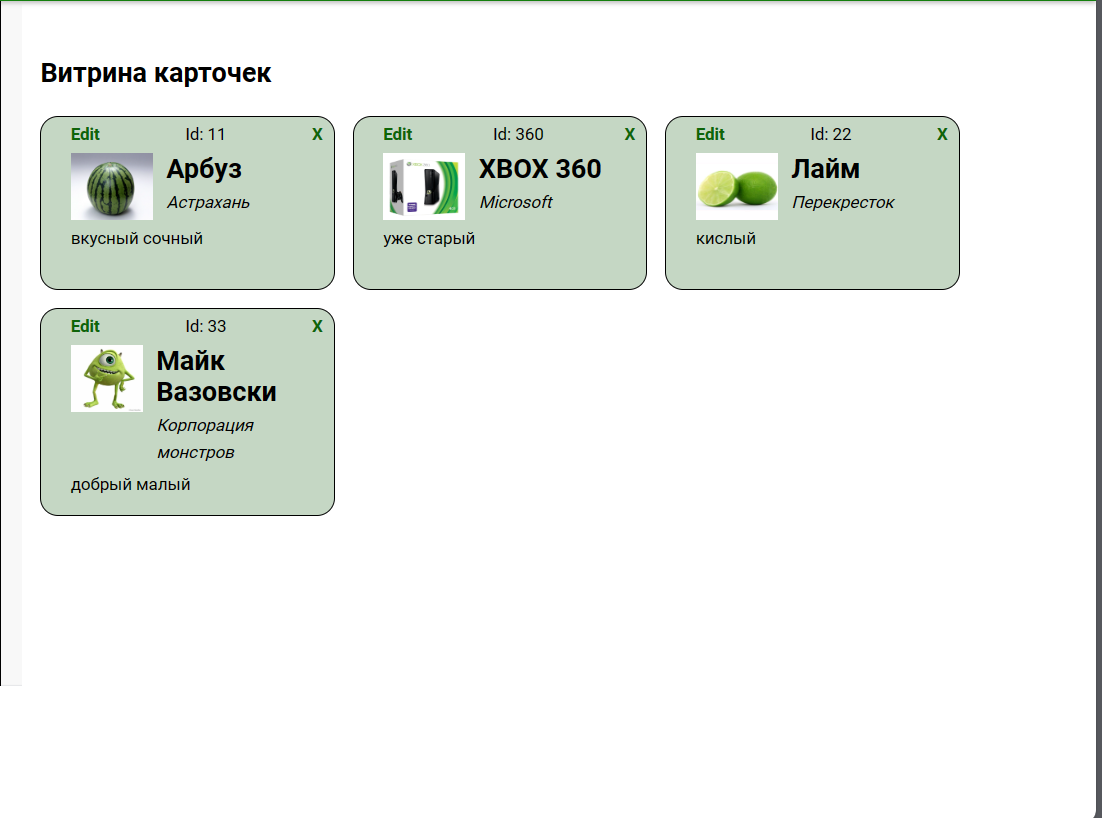 Витрина карточек
Edit Id: 11 X
Арбуз
Астрахань
вкусный сочный
Edit Id: 360 X
XBOX 360
Microsoft
уже старый
Edit Id: 22 X
Лайм
Перекресток
кислый
Edit Id: 33 X
Майк
Вазовски
Корпорация
монстров
добрый малый